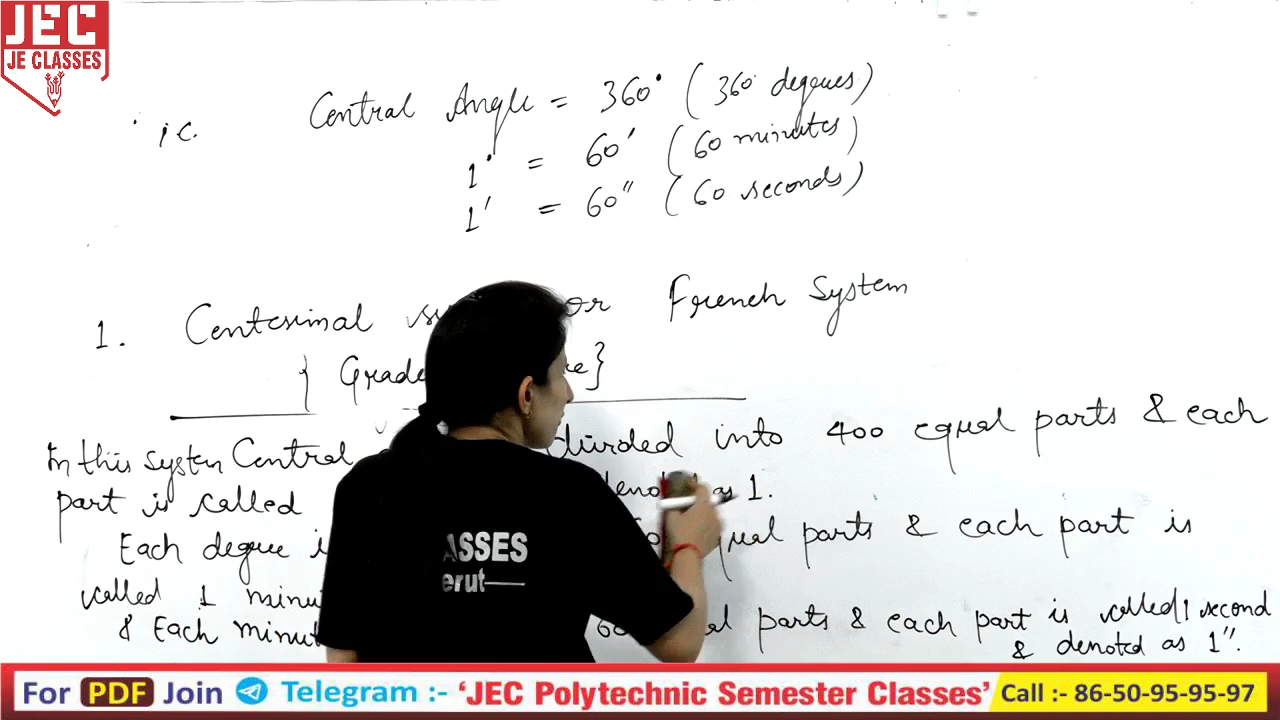 JEC
JE CLASSES
i.e. Central Angle = 360° (360 degrees)
1° = 60' (60 minutes)
1' = 60" (60 seconds)
1. Centesimal or French System
{ Grade
In this system Central divided into 400 equal parts & each
part is called denoted as 1.
Each degree equal parts & each part is
called 1
& Each 60 parts & each part is called 1 second
& denoted as 1".
ASSES
erut
For PDF Join Telegram :- 'JEC Polytechnic Semester Classes' Call :- 86-50-95-95-97